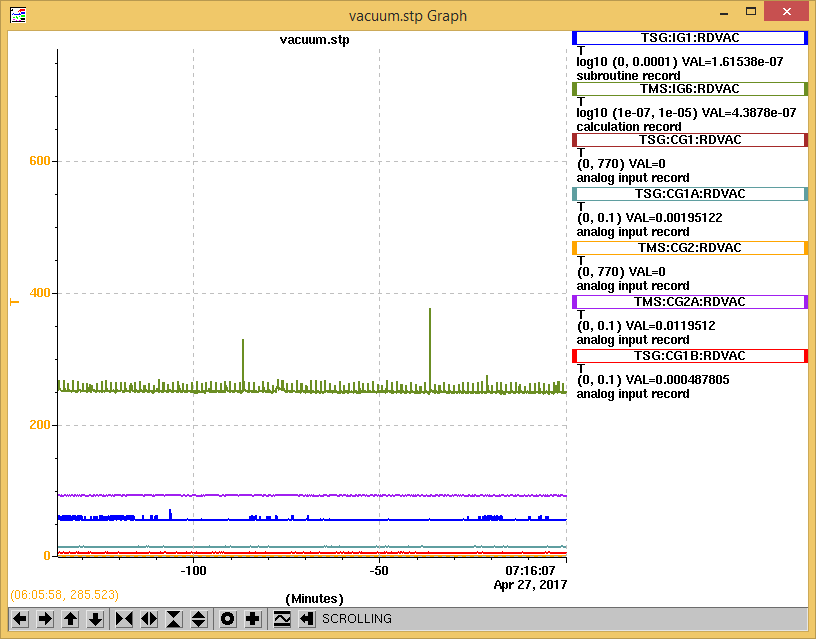 vacuum.stp Graph
vacuum.stp
600
400
200
0
T
-100
-50
07:16:07
Apr 27, 2017
(Minutes)
(06:05:58, 285.523)
TSG:IG1:RDVAC
T
log10 (0, 0.0001) VAL=1.61538e-07
subroutine record
TMS:IG6:RDVAC
T
log10 (1e-07, 1e-05) VAL=4.3878e-07
calculation record
TSG:CG1:RDVAC
T
(0, 770) VAL=0
analog input record
TSG:CG1A:RDVAC
T
(0, 0.1) VAL=0.00195122
analog input record
TMS:CG2:RDVAC
T
(0, 770) VAL=0
analog input record
TMS:CG2A:RDVAC
T
(0, 0.1) VAL=0.0119512
analog input record
TSG:CG1B:RDVAC
T
(0, 0.1) VAL=0.000487805
analog input record
SCROLLING